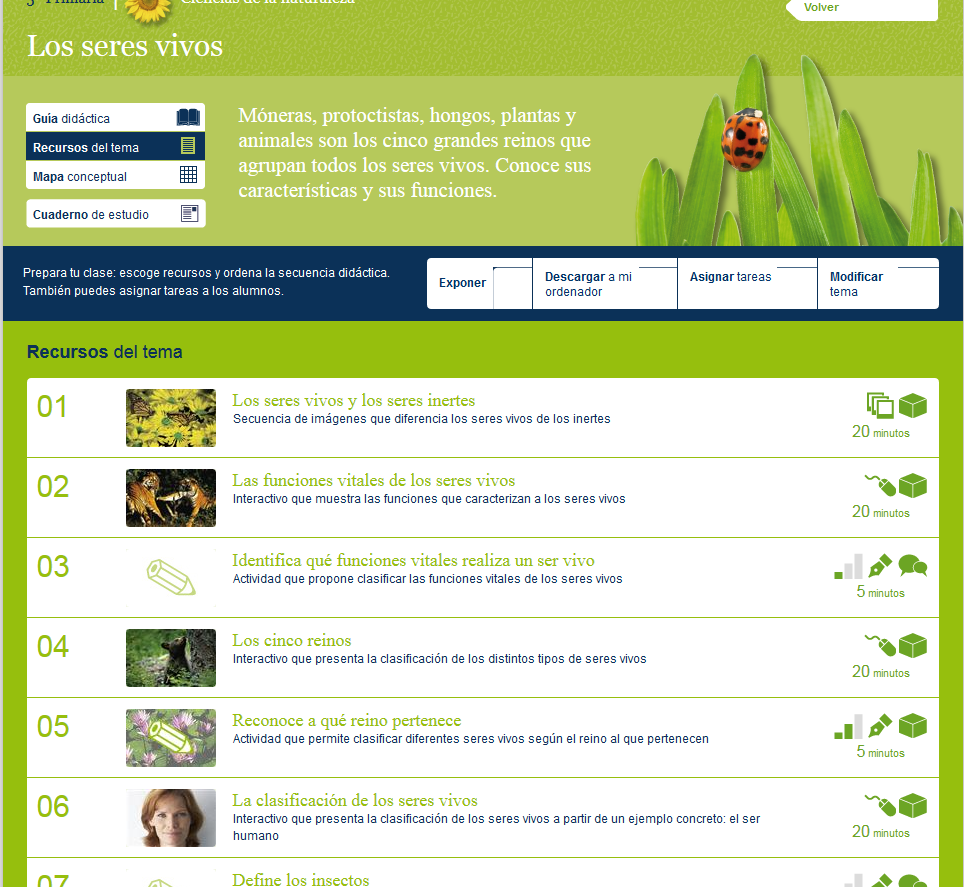 Volver
Los seres vivos
Guía didáctica
Recursos del tema
Mapa conceptual
Cuaderno de estudio
Móneras, protoctistas, hongos, plantas y
animales son los cinco grandes reinos que
agrupan todos los seres vivos. Conoce sus
características y sus funciones.
Prepara tu clase: escoge recursos y ordena la secuencia didáctica.
También puedes asignar tareas a los alumnos.
Exponer
Descargar a mi
ordenador
Asignar tareas
Modificar
tema
Recursos del tema
01
Los seres vivos y los seres inertes
Secuencia de imágenes que diferencia los seres vivos de los inertes
20 minutos
02
Las funciones vitales de los seres vivos
Interactivo que muestra las funciones que caracterizan a los seres vivos
20 minutos
03
Identifica qué funciones vitales realiza un ser vivo
Actividad que propone clasificar las funciones vitales de los seres vivos
5 minutos
04
Los cinco reinos
Interactivo que presenta la clasificación de los distintos tipos de seres vivos
20 minutos
05
Reconoce a qué reino pertenece
Actividad que permite clasificar diferentes seres vivos según el reino al que pertenecen
5 minutos
06
La clasificación de los seres vivos
Interactivo que presenta la clasificación de los seres vivos a partir de un ejemplo concreto: el ser
humano
20 minutos
07
Define los insectos